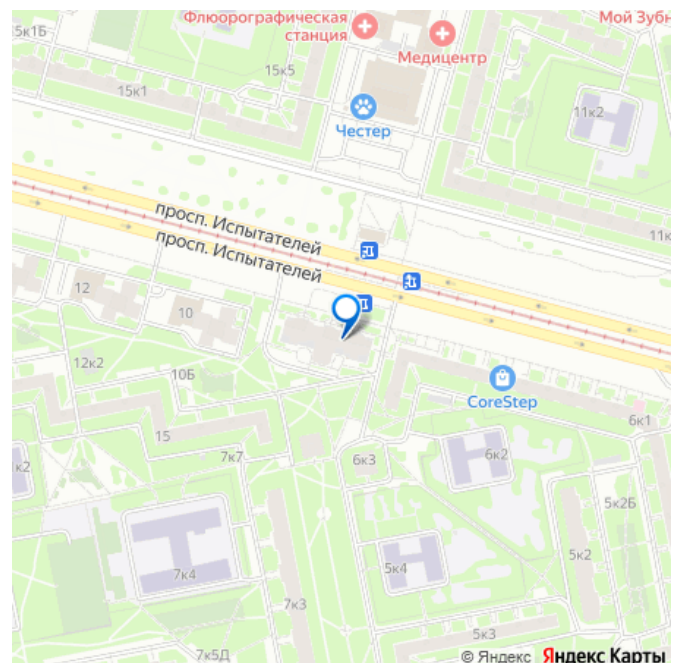 Флюорографическая
станция
Мой Зубн
5к1Б
Медицентр
15к5
15к1
11к2
Честер
просп. Испытателей
11к
просп. Испытателей
12
10
12к2
10Б
CoreStep
6к1
15
7к7
к2
6к3
6к2
5к2Б
5к2
7к4
5к4
7к3
5к3
7к5Д
© Яндекс Яндекс Карты